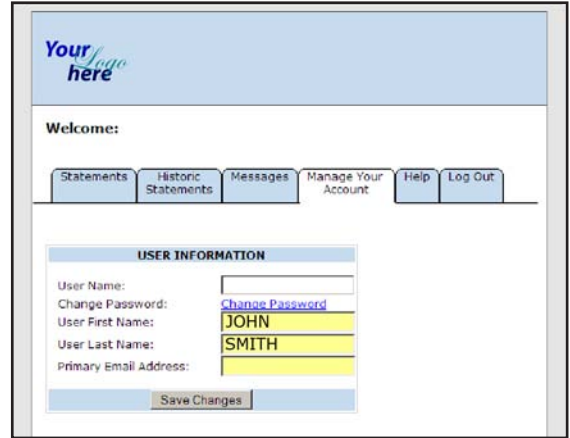 Your Logo
here
Welcome:
Statements Historic Statements Messages Manage Your Account Help Log Out
USER INFORMATION
User Name:
Change Password: Change Password
User First Name: JOHN
User Last Name: SMITH
Primary Email Address:
Save Changes